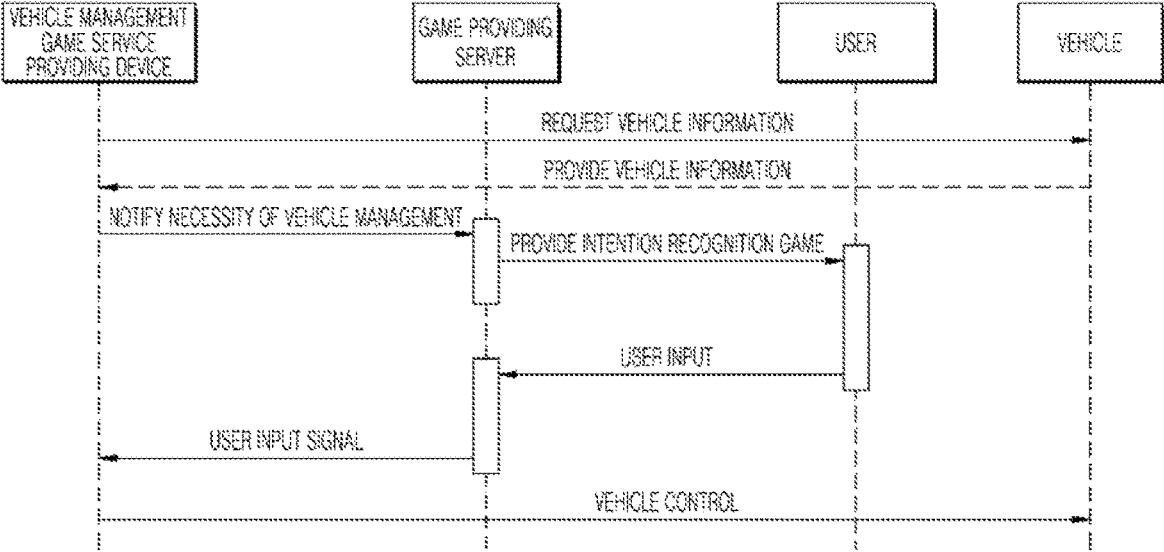 VEHICLE MANAGEMENT
GAME SERVICE
PROVIDING DEVICE
GAME PROVIDING
SERVER
USER
VEHICLE
REQUEST VEHICLE INFORMATION
PROVIDE VEHICLE INFORMATION
NOTIFY NECESSITY OF VEHICLE MANAGEMENT
PROVIDE INTENTION RECOGNITION GAME
USER INPUT
USER INPUT SIGNAL
VEHICLE CONTROL